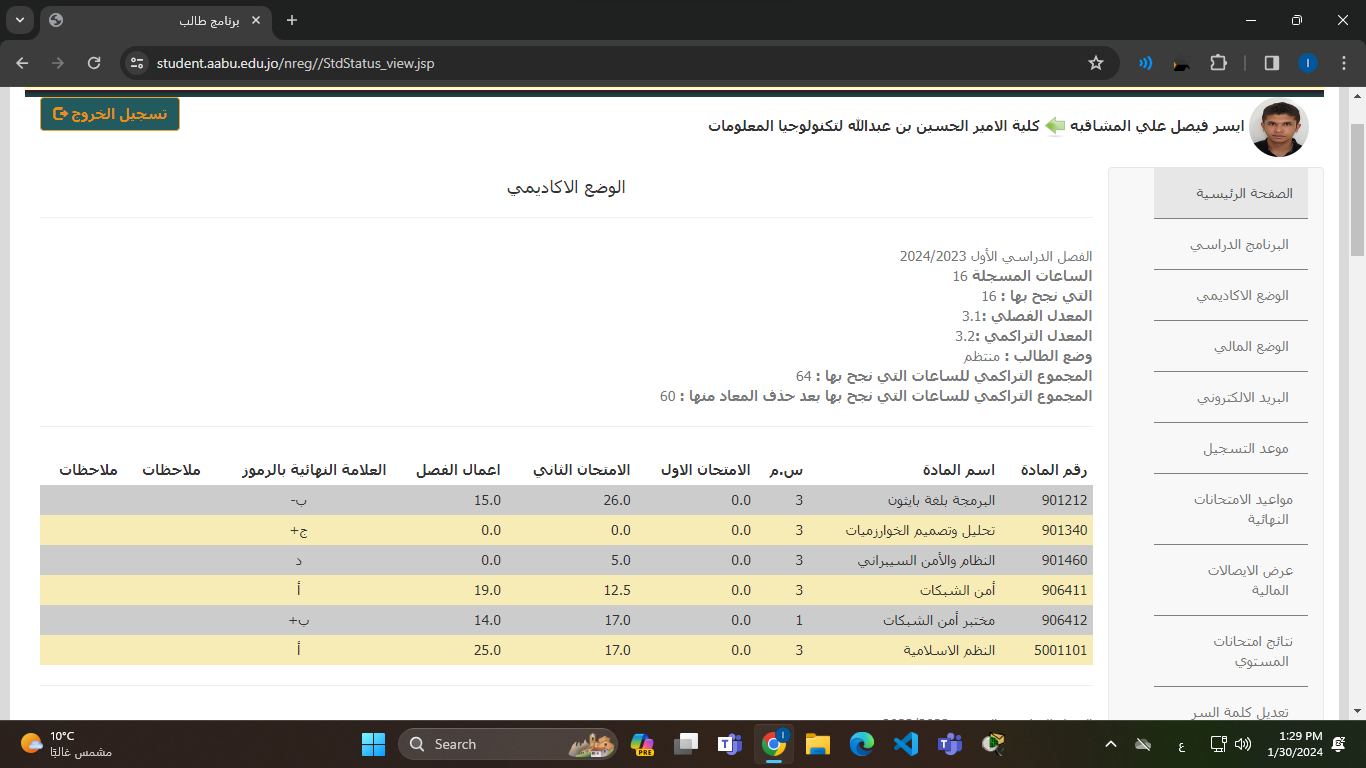 برنامج طالب
student.aabu.edu.jo/nreg//StdStatus_view.jsp
I
ايسر فيصل علي المشاقبه كلية الامير الحسين بن عبدالله لتكنولوجيا المعلومات
تسجيل الخروج
الصفحة الرئيسية
البرنامج الدراسي
الوضع الاكاديمي
الوضع المالي
البريد الالكتروني
موعد التسجيل
مواعيد الامتحانات
النهائية
عرض الايصالات
المالية
نتائج امتحانات
المستوي
تعديل كلمة السر
الوضع الاكاديمي
الفصل الدراسي الأول 2024/2023
الساعات المسجلة 16
التي نجح بها : 16
المعدل الفصلي :3.1
المعدل التراكمي :3.2
وضع الطالب : منتظم
المجموع التراكمي للساعات التي نجح بها : 64
المجموع التراكمي للساعات التي نجح بها بعد حذف المعاد منها : 60
رقم المادة اسم المادة س.م الامتحان الاول الامتحان الثاني اعمال الفصل العلامة النهائية بالرموز ملاحظات ملاحظات
901212 البرمجة بلغة بايثون 3 0.0 26.0 15.0 ب-
901340 تحليل وتصميم الخوارزميات 3 0.0 0.0 0.0 ج+
901460 النظام والأمن السيبراني 3 0.0 5.0 0.0 د
906411 أمن الشبكات 3 0.0 12.5 19.0 أ
906412 مختبر أمن الشبكات 1 0.0 17.0 14.0 ب+
5001101 النظم الاسلامية 3 0.0 17.0 25.0 أ
10°C
مشمس غالبًا
Search
PRE
ع
1:29 PM
1/30/2024